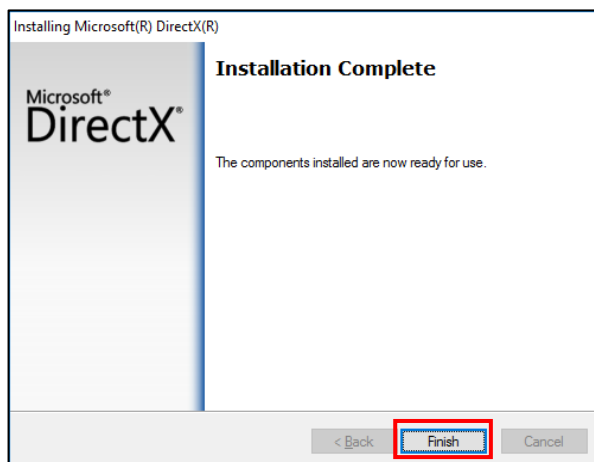 Installing Microsoft(R) DirectX(R)
Installation Complete
Microsoft®
DirectX®
The components installed are now ready for use.
< Back
Finish
Cancel